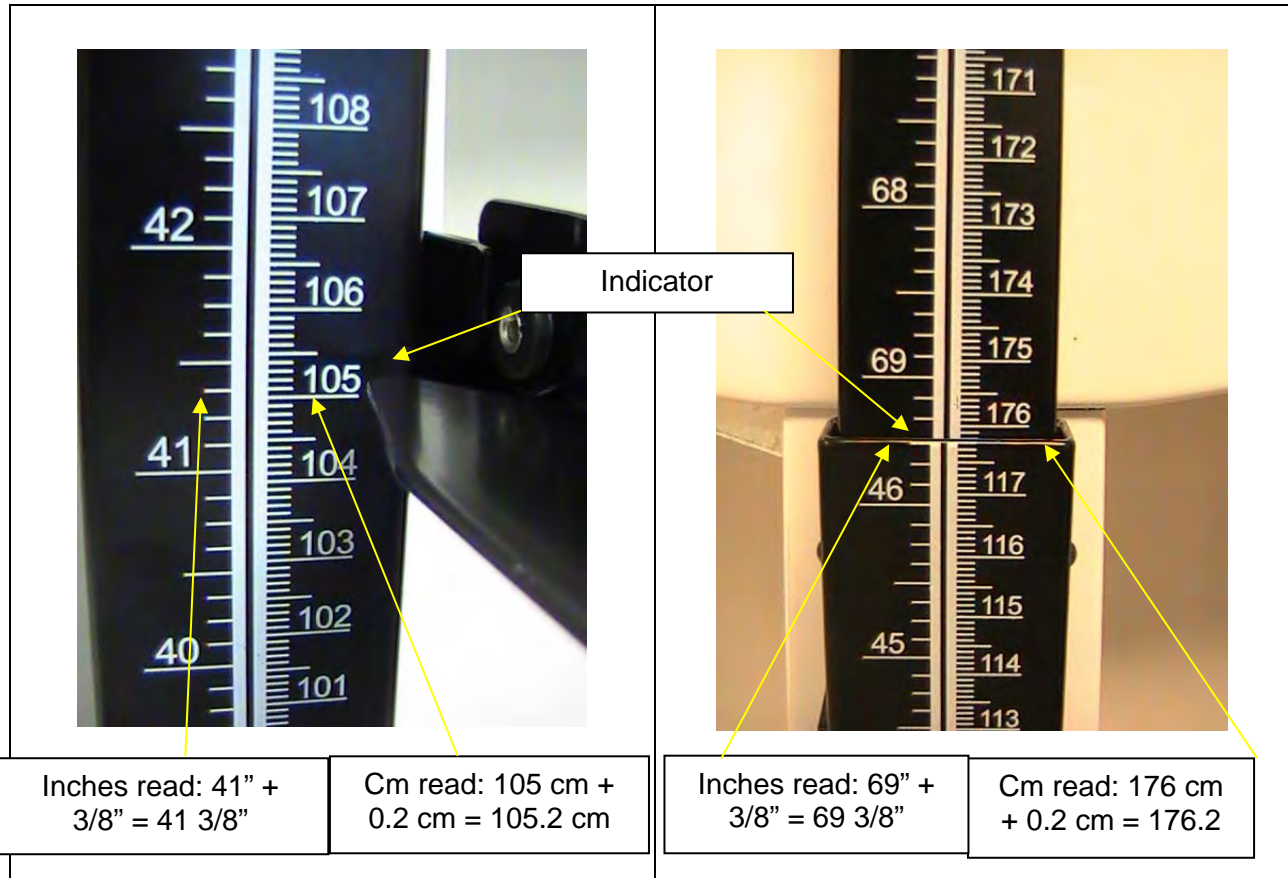 108
107
42
106
105
41
104
103
102
40
101
Indicator
171
172
68
173
174
175
69
176
46
117
116
115
45
114
113
Inches read: 41” +
3/8” = 41 3/8”
Cm read: 105 cm +
0.2 cm = 105.2 cm
Inches read: 69” +
3/8” = 69 3/8”
Cm read: 176 cm
+ 0.2 cm = 176.2